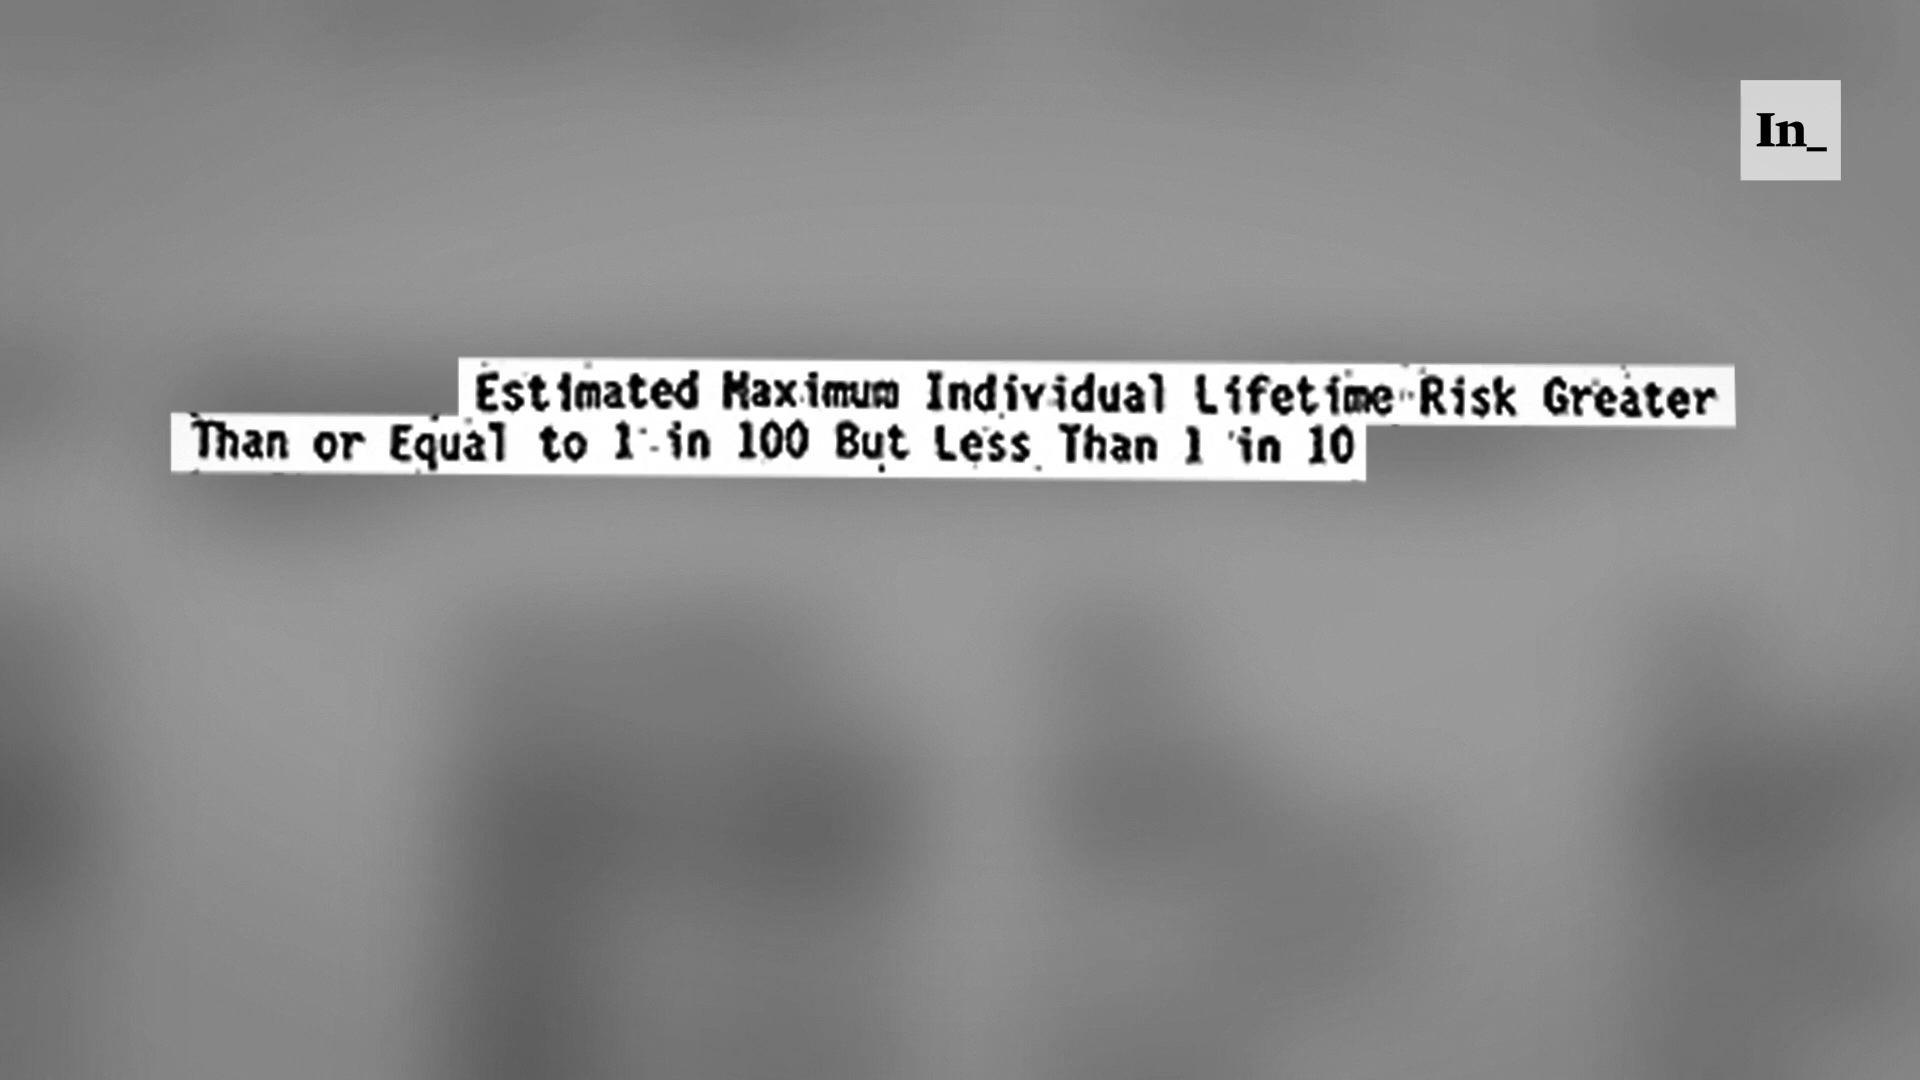 In_
Estimated Maximum Individual Lifetime Risk Greater
Than or Equal to 1 in 100 But Less Than 1 in 10